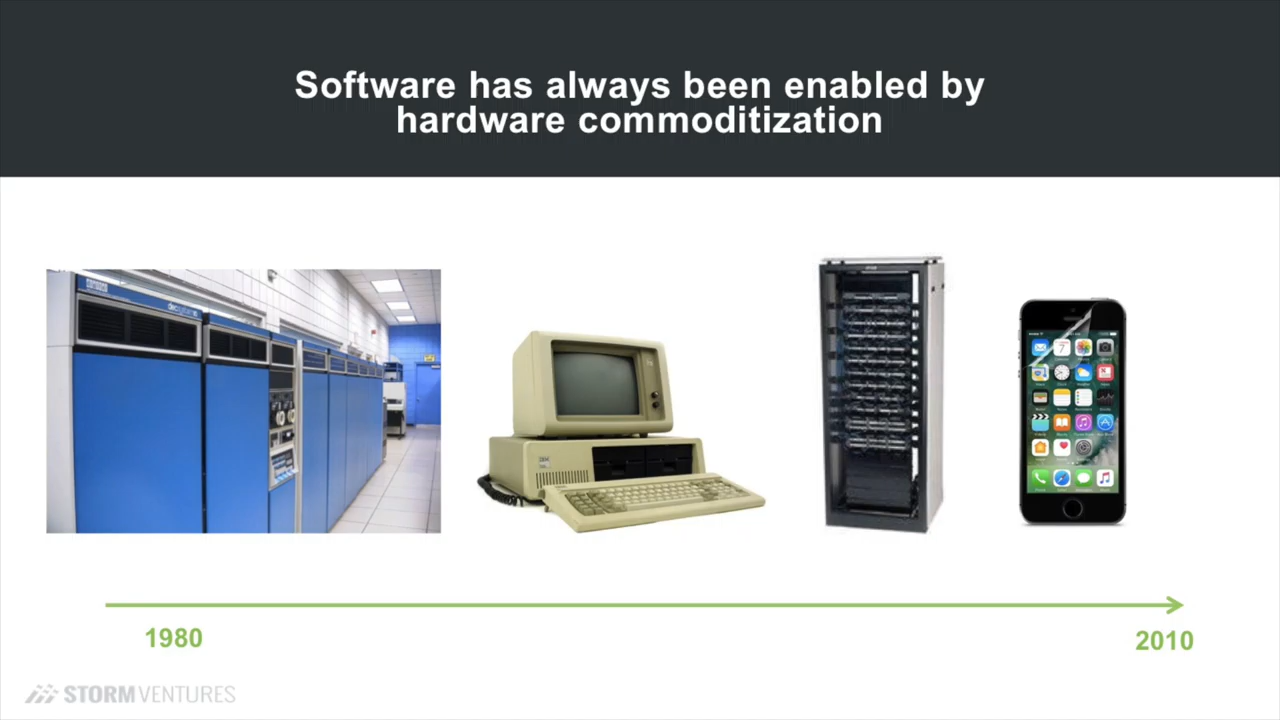 Software has always been enabled by
hardware commoditization
1980
2010
STORM VENTURES